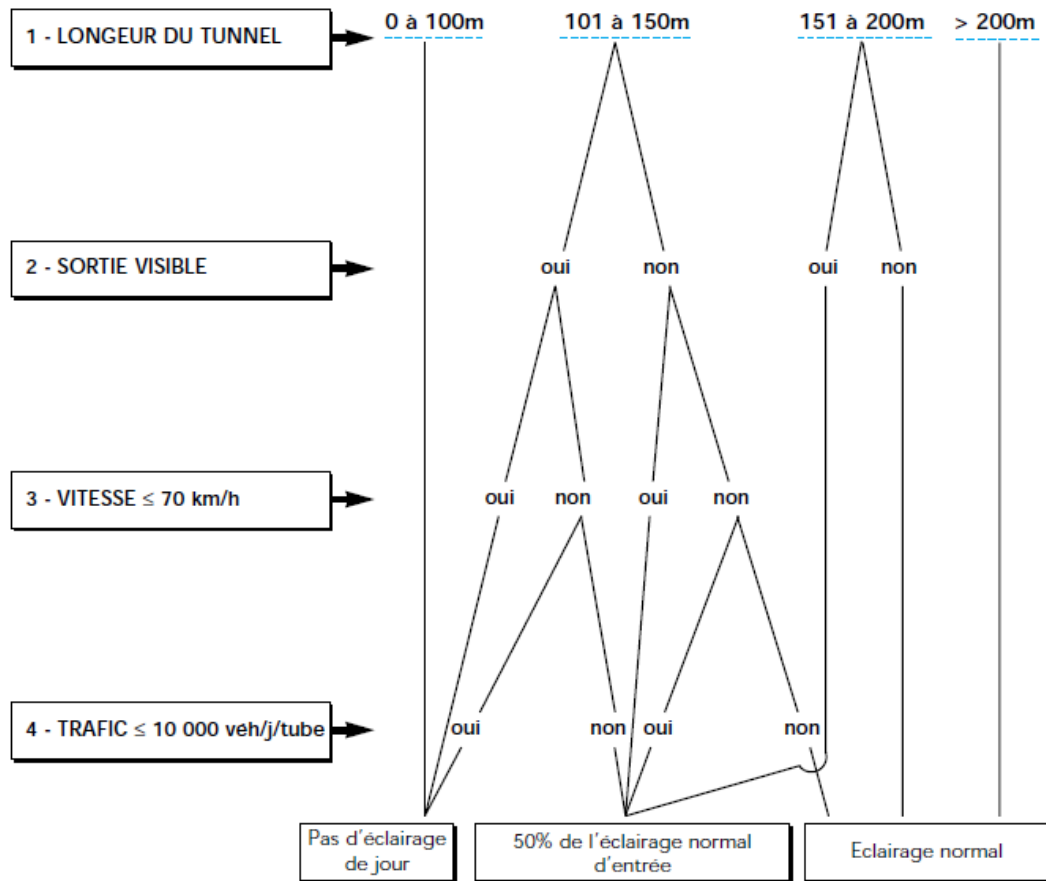 1 - LONGEUR DU TUNNEL
0 à 100m
101 à 150m
151 à 200m
> 200m
2 - SORTIE VISIBLE
oui
non
oui
non
3 - VITESSE ≤ 70 km/h
oui
non
oui
non
4 - TRAFIC ≤ 10 000 véh/j/tube
oui
non
oui
non
Pas d'éclairage
de jour
50% de l'éclairage normal
d'entrée
Eclairage normal